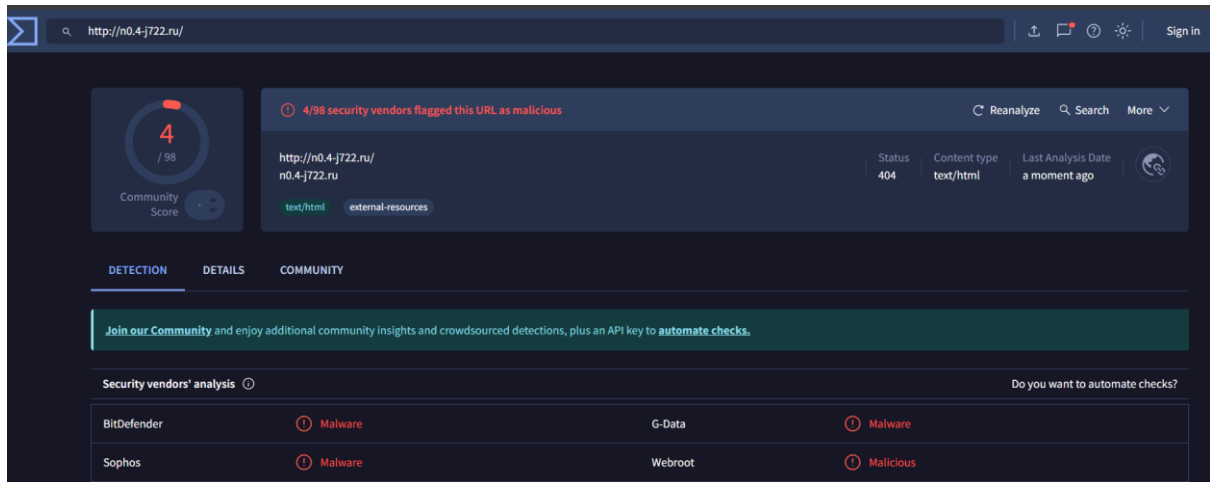 http://n0.4-j722.ru/
Sign in
4
/ 98
Community
Score
4/98 security vendors flagged this URL as malicious
Reanalyze
Search
More
http://n0.4-j722.ru/
n0.4-j722.ru
text/html
external-resources
Status
404
Content type
text/html
Last Analysis Date
a moment ago
DETECTION
DETAILS
COMMUNITY
Join our Community and enjoy additional community insights and crowdsourced detections, plus an API key to automate checks.
Security vendors' analysis
Do you want to automate checks?
BitDefender
Malware
G-Data
Malware
Sophos
Malware
Webroot
Malicious